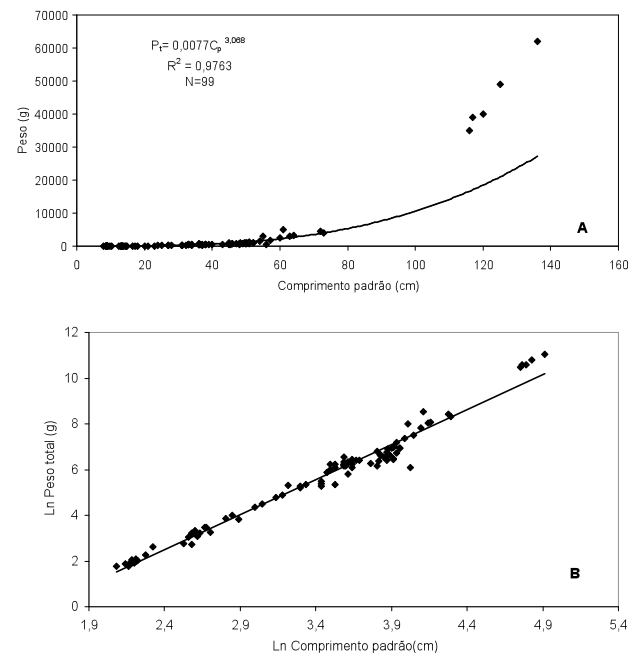 70000
60000
50000
40000
30000
20000
10000
0
Peso (g)
Pt= 0,0077Cp 3,068
R2 = 0,9763
N=99
A
0 20 40 60 80 100 120 140 160
Comprimento padrão (cm)
12
10
8
6
4
2
0
Ln Peso total (g)
B
1,9 2,4 2,9 3,4 3,9 4,4 4,9 5,4
Ln Comprimento padrão(cm)